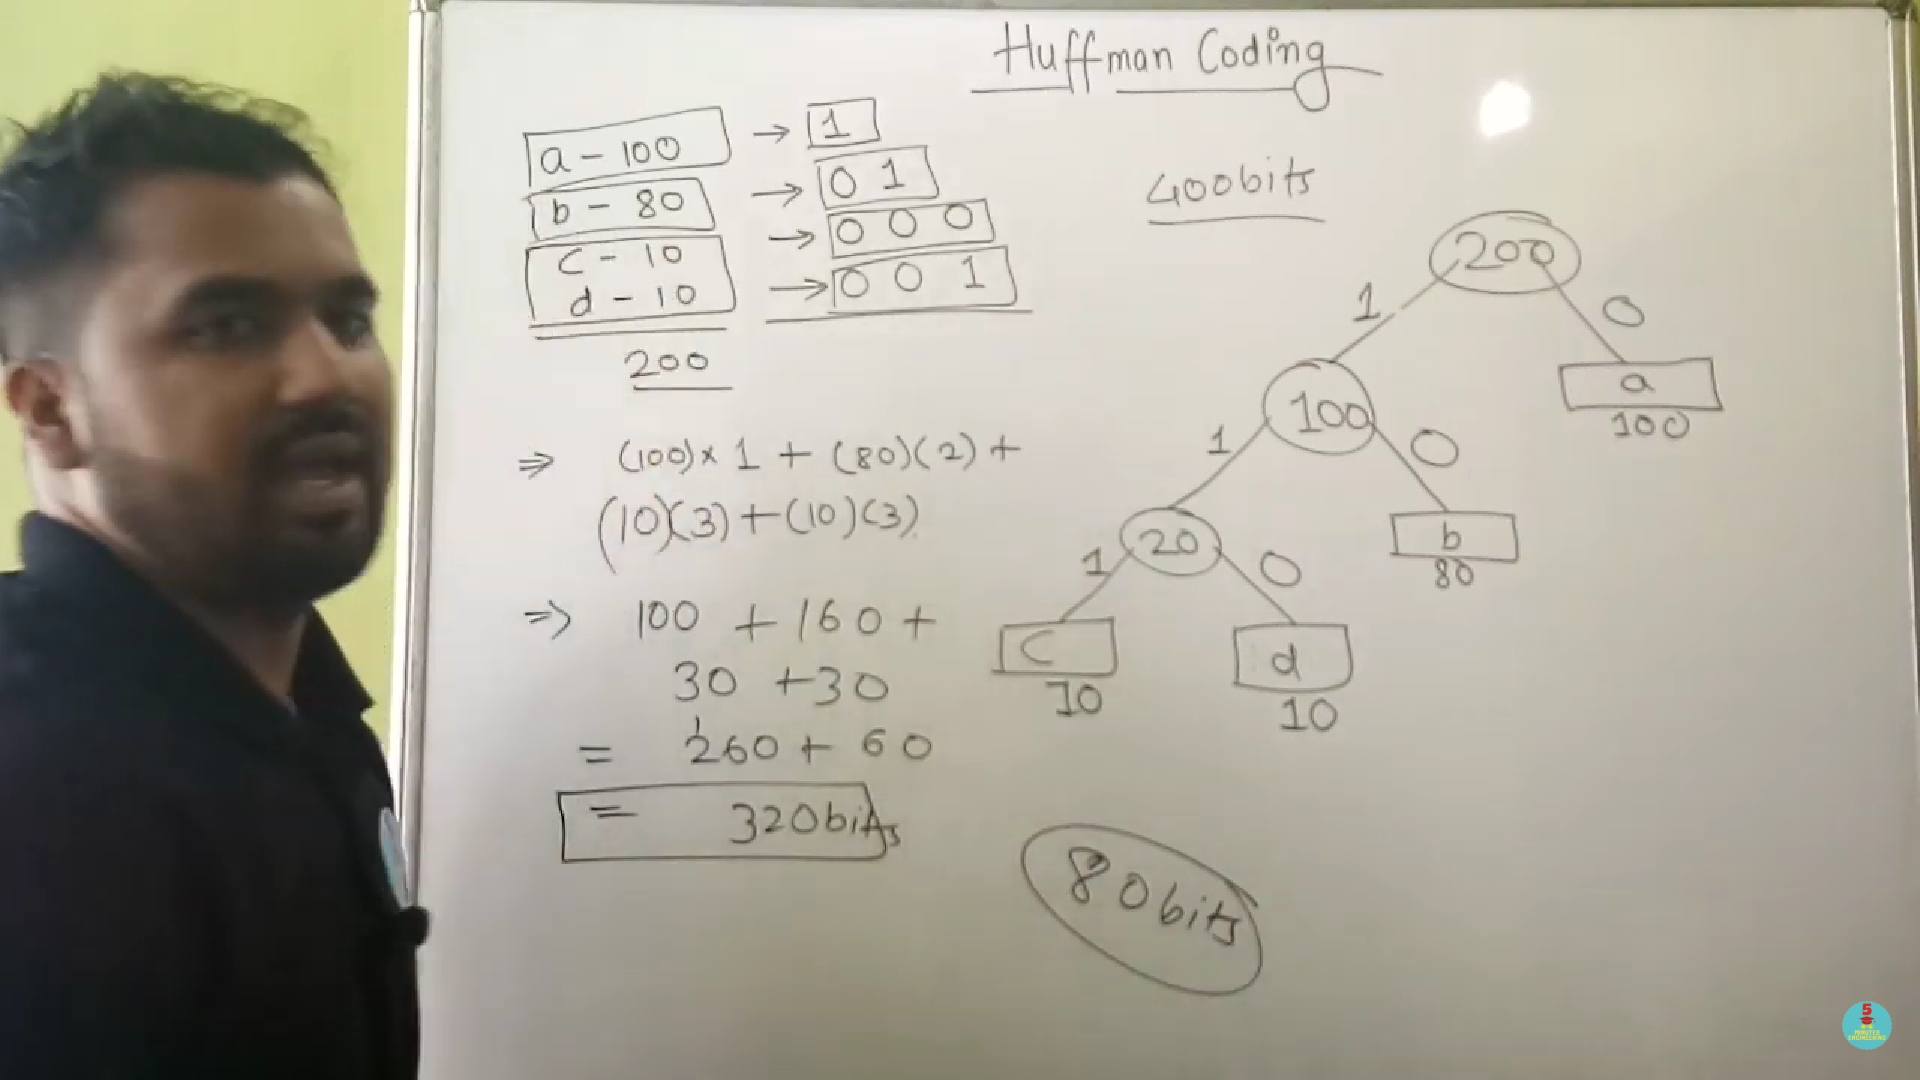 Huffman Coding
a - 100 → 1
b - 80 → 0 1
c - 10 → 0 0 0
d - 10 → 0 0 1
200
400bits
⇒ (100)× 1 + (80)(2) +
(10)(3) + (10)(3)
⇒ 100 + 160 +
30 + 30
= 260 + 60
= 320bits
200
1 0
100
a
100
1 0
20
b
80
1 0
c
10
d
10
80bits
5
MINUTES
ENGINEERING